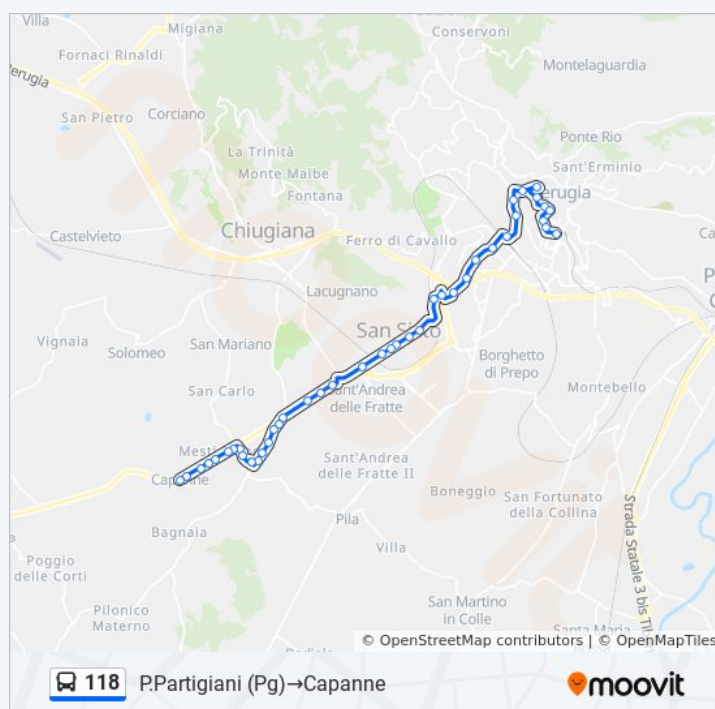 Villa
Migiana
Conservoni
Fornaci Rinaldi
Montelaguardia
Perugia
San Pietro
Corciano
Ponte Rio
La Trinità
Sant'Erminio
Monte Malbe
Fontana
Chiugiana
Castelvieto
Ferro di Cavallo
Lacugnano
San Sisto
Vignaia
Solomeo
San Mariano
Borghetto
di Prepo
San Carlo
Montebello
Sant'Andrea
delle Fratte
Sant'Andrea
delle Fratte II
Capanne
Boneggio
San Fortunato
della Collina
Bagnaia
Pila
Villa
Strada Statale 3 bis
Poggio
delle Corti
Pilonico
Materno
San Martino
in Colle
Santa Maria
© OpenStreetMap contributors | © OpenMapTiles
118 P.Partigiani (Pg)→Capanne
moovit